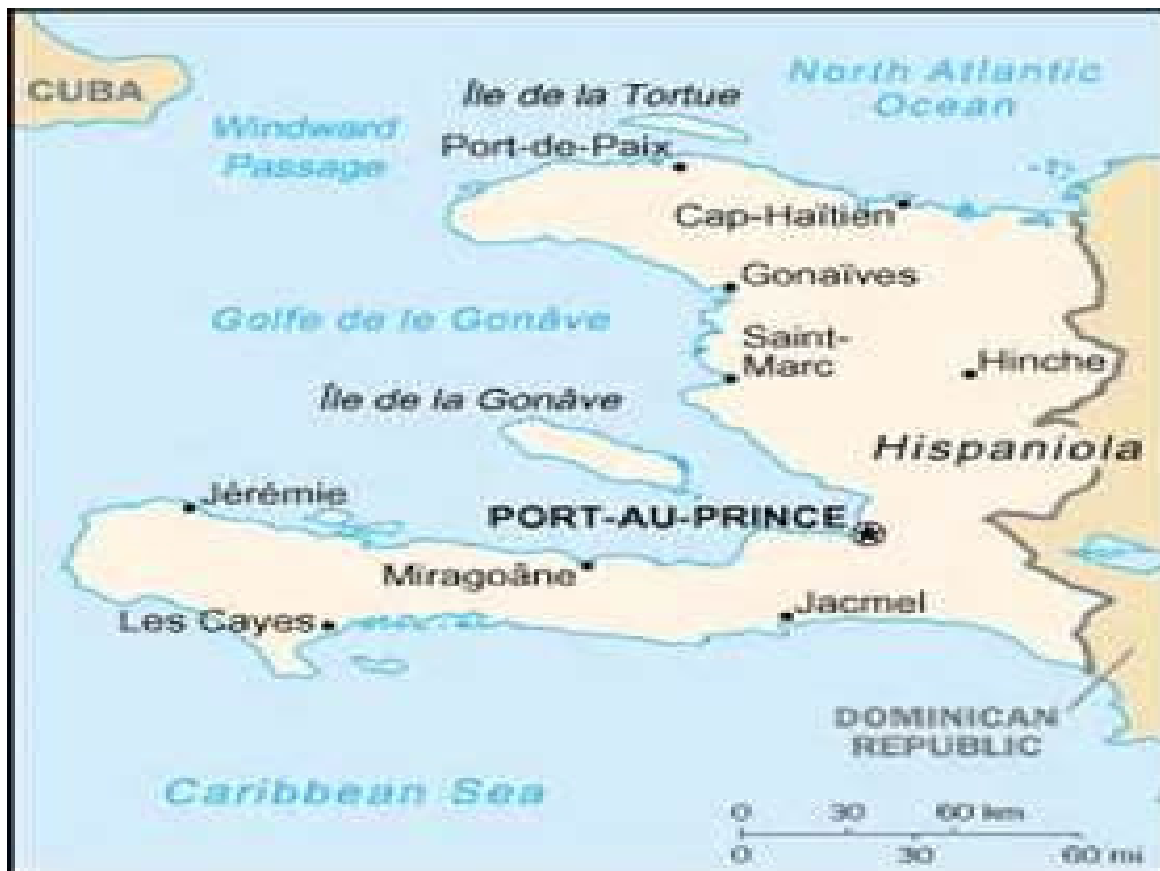 CUBA
North Atlantic
Ocean
Île de la Tortue
Windward
Passage
Port-de-Paix
Cap-Haïtien
Gonaïves
Golfe de le Gonâve
Saint-
Marc
Hinche
Île de la Gonâve
Hispaniola
Jérémie
PORT-AU-PRINCE
Miragoâne
Jacmel
Les Cayes
DOMINICAN
REPUBLIC
Caribbean Sea
0 30 60 km
0 30 60 mi